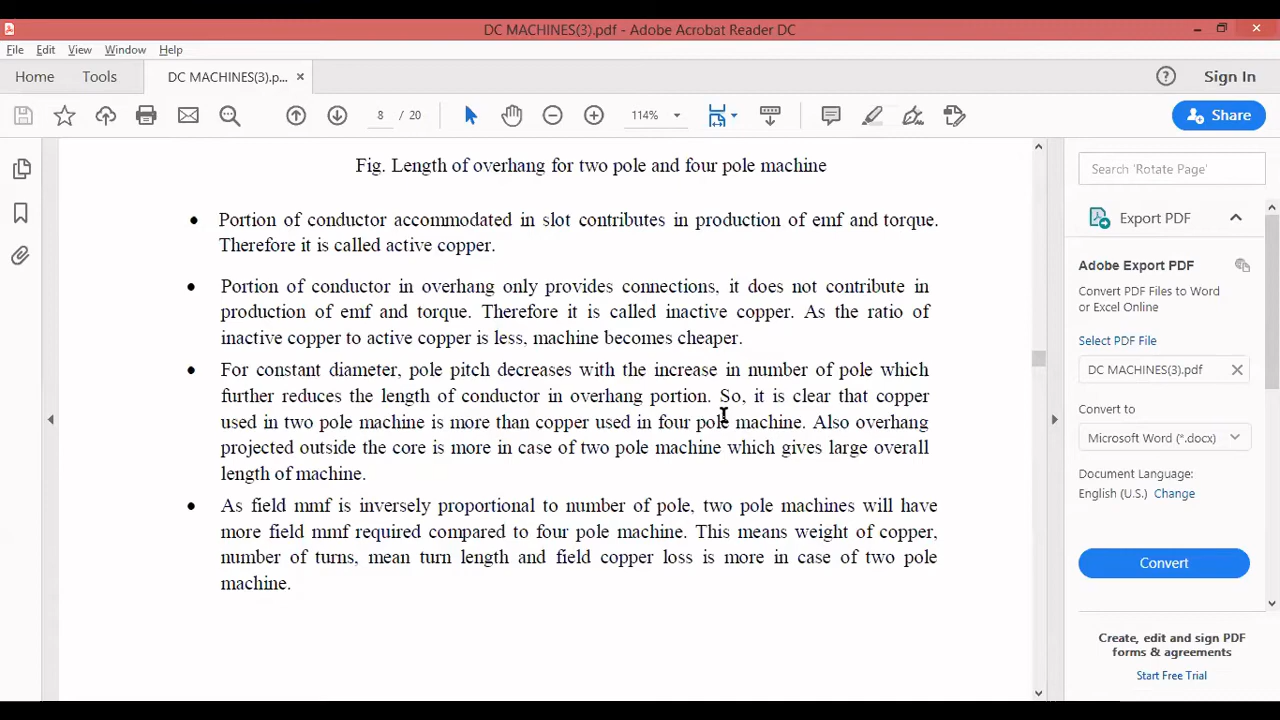 DC MACHINES(3).pdf - Adobe Acrobat Reader DC
File Edit View Window Help
Home Tools DC MACHINES(3).p... × Sign In
8 / 20 114% Share
Fig. Length of overhang for two pole and four pole machine
• Portion of conductor accommodated in slot contributes in production of emf and torque.
Therefore it is called active copper.
• Portion of conductor in overhang only provides connections, it does not contribute in
production of emf and torque. Therefore it is called inactive copper. As the ratio of
inactive copper to active copper is less, machine becomes cheaper.
• For constant diameter, pole pitch decreases with the increase in number of pole which
further reduces the length of conductor in overhang portion. So, it is clear that copper
used in two pole machine is more than copper used in four pole machine. Also overhang
projected outside the core is more in case of two pole machine which gives large overall
length of machine.
• As field mmf is inversely proportional to number of pole, two pole machines will have
more field mmf required compared to four pole machine. This means weight of copper,
number of turns, mean turn length and field copper loss is more in case of two pole
machine.
Search 'Rotate Page'
Export PDF
Adobe Export PDF
Convert PDF Files to Word
or Excel Online
Select PDF File
DC MACHINES(3).pdf
Convert to
Microsoft Word (*.docx)
Document Language:
English (U.S.) Change
Convert
Create, edit and sign PDF
forms & agreements
Start Free Trial